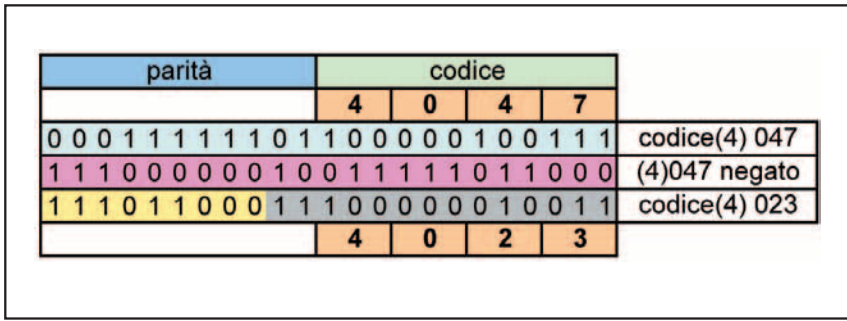 parità codice
4 0 4 7
0 0 0 1 1 1 1 1 1 1 0 1 1 0 0 0 0 0 1 0 0 1 1 1 codice(4) 047
1 1 1 0 0 0 0 0 0 0 1 0 0 1 1 1 1 1 0 1 1 0 0 0 (4)047 negato
1 1 1 0 1 1 0 0 0 1 1 1 0 0 0 0 0 0 1 0 0 1 1 codice(4) 023
4 0 2 3